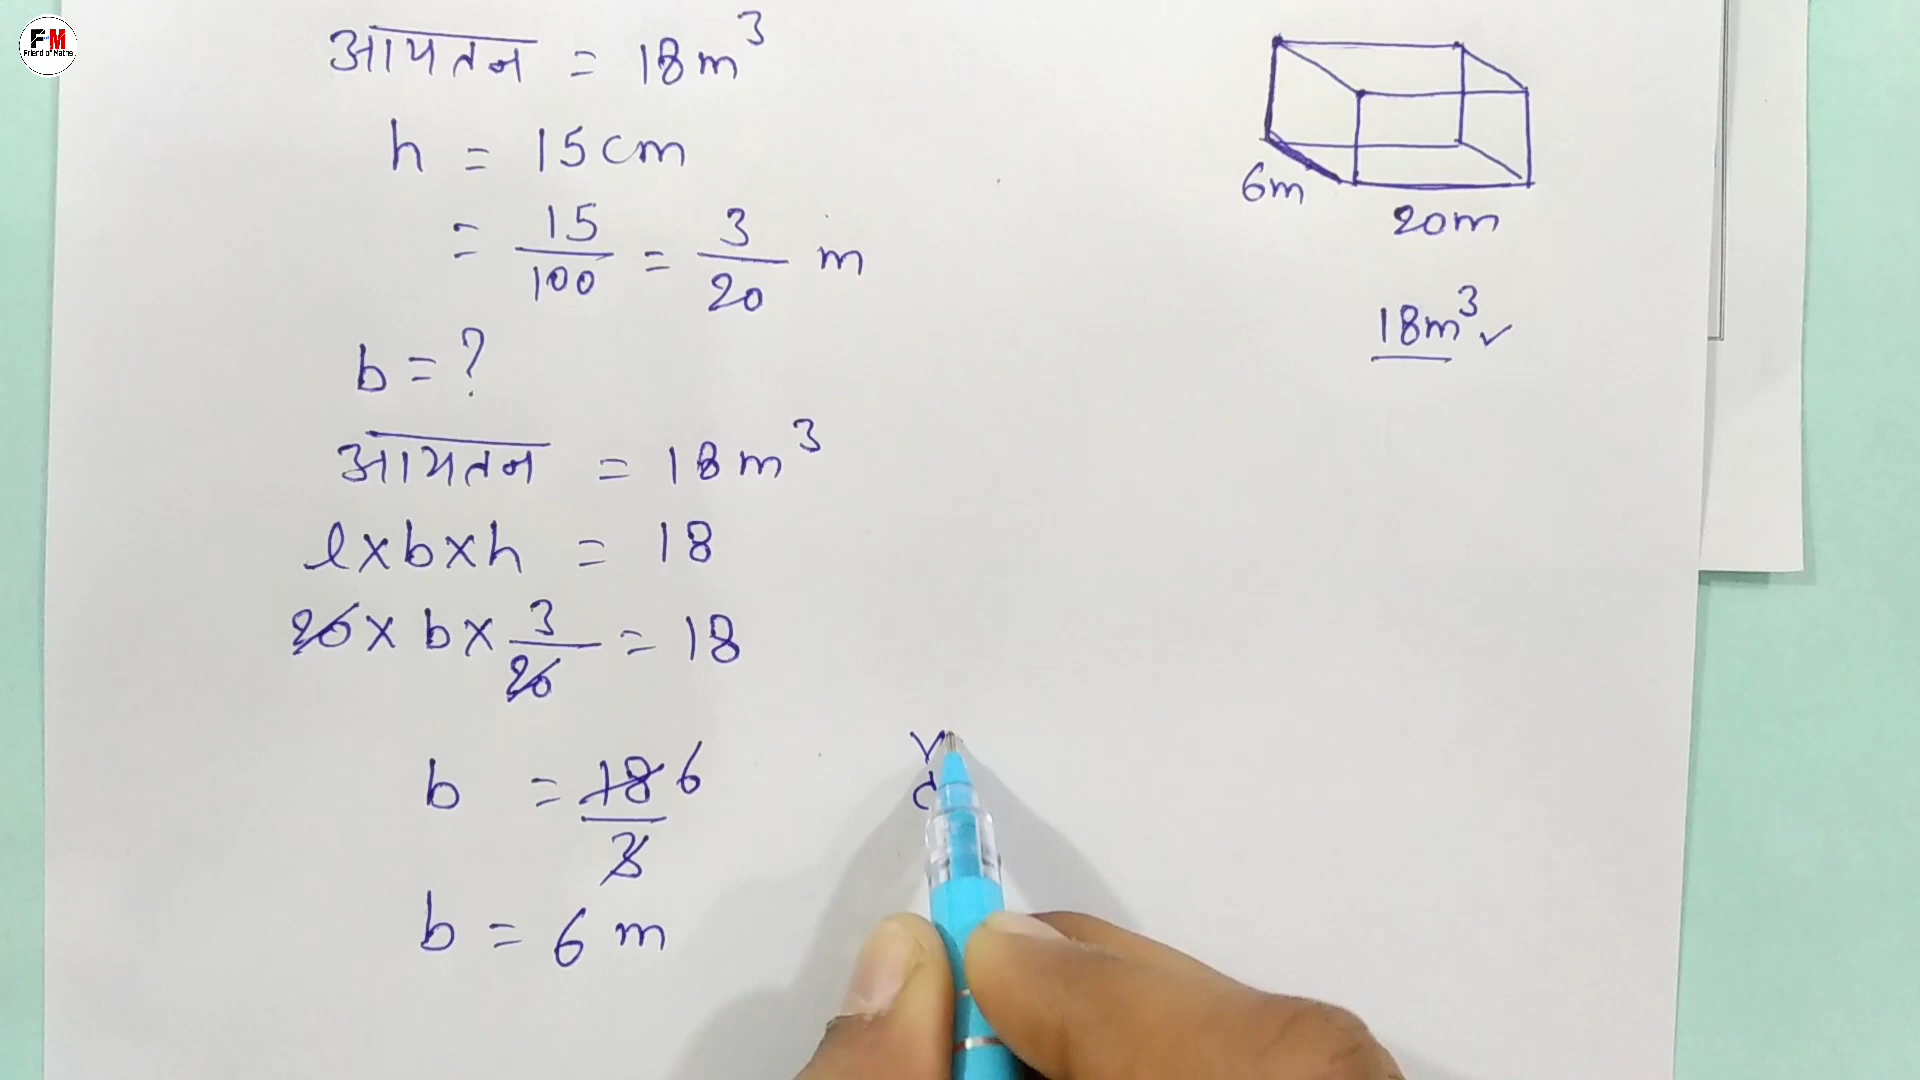 FM
Friend of Maths
आयतन = 18m³
h = 15cm
= 15/100 = 3/20 m
b = ?
आयतन = 18m³
l×b×h = 18
20 × b × 3/20 = 18
b = 18/3 6
b = 6 m
6m
20m
18m³ ✓